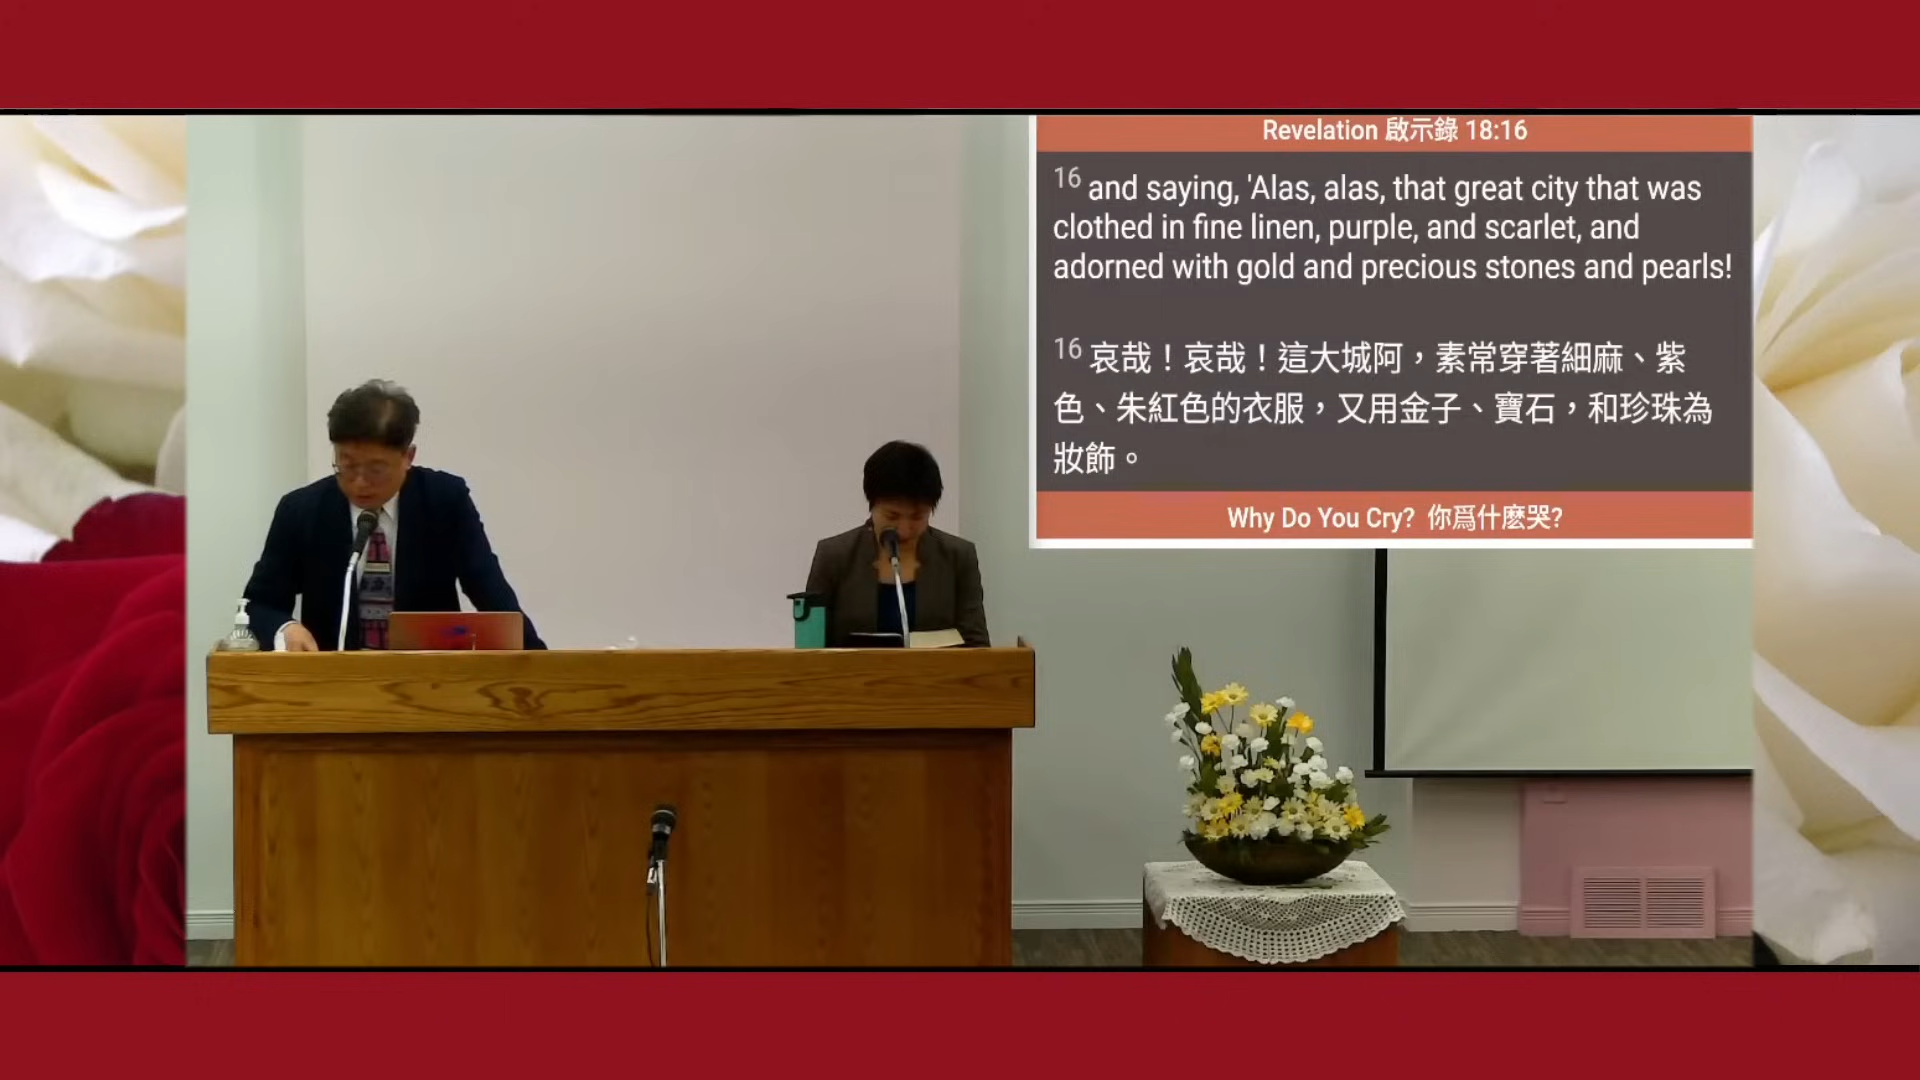 Revelation 啟示錄 18:16
16 and saying, 'Alas, alas, that great city that was
clothed in fine linen, purple, and scarlet, and
adorned with gold and precious stones and pearls!
16 哀哉！哀哉！這大城阿，素常穿著細麻、紫
色、朱紅色的衣服，又用金子、寶石，和珍珠為
妝飾。
Why Do You Cry? 你爲什麽哭?